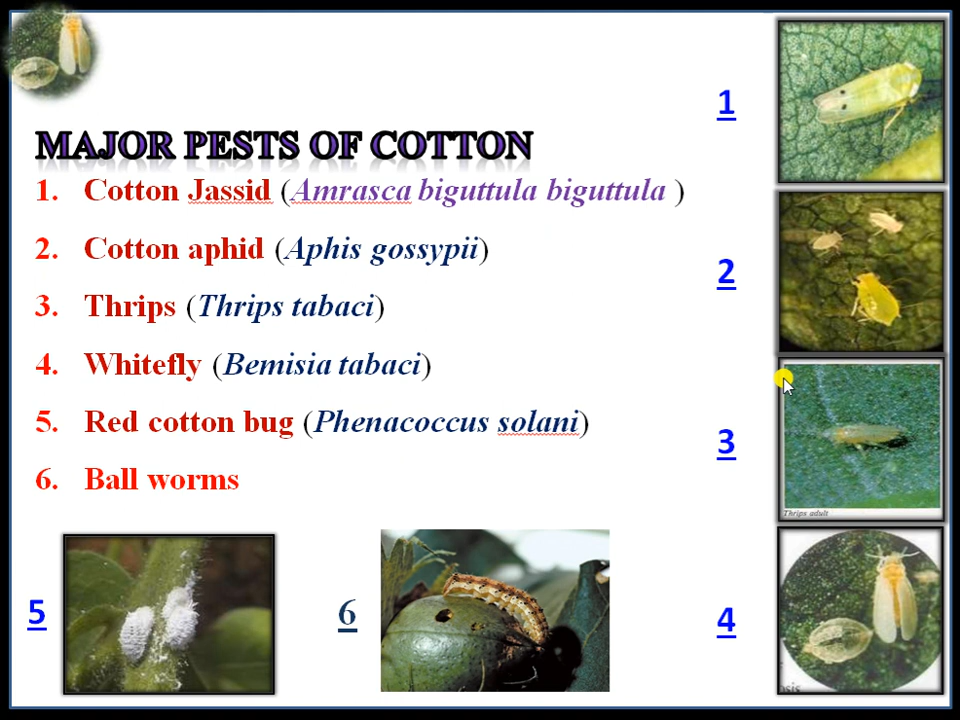 MAJOR PESTS OF COTTON
1. Cotton Jassid (Amrasca biguttula biguttula )
2. Cotton aphid (Aphis gossypii)
3. Thrips (Thrips tabaci)
4. Whitefly (Bemisia tabaci)
5. Red cotton bug (Phenacoccus solani)
6. Ball worms
1
2
3
Thrips adult
4
5
6